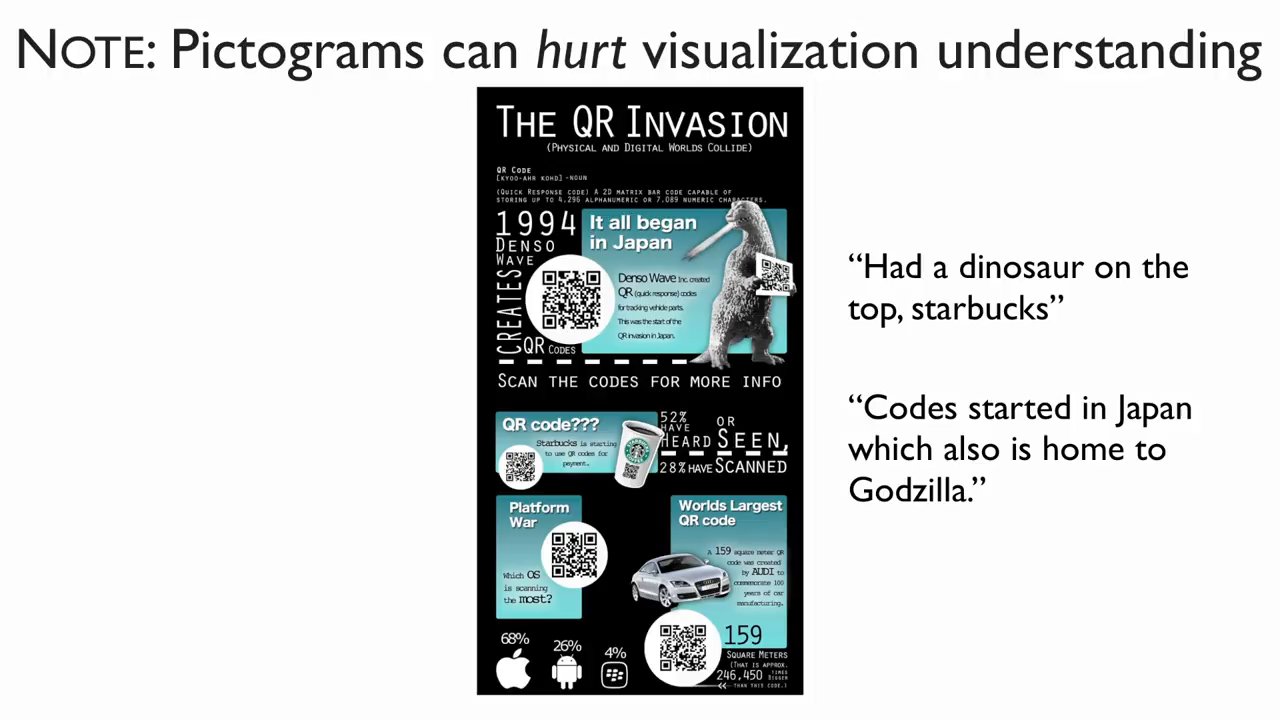 NOTE: Pictograms can hurt visualization understanding
THE QR INVASION
(PHYSICAL AND DIGITAL WORLDS COLLIDE)
QR CODE
[KYOO-AHR KOHD] -NOUN
(QUICK RESPONSE CODE) A 2D MATRIX BAR CODE CAPABLE OF
STORING UP TO 4,296 ALPHANUMERIC OR 7,089 NUMERIC CHARACTERS.
1994
DENSO
WAVE
CREATES
QR CODES
It all began
in Japan
Denso Wave Inc. created
QR (quick response) codes
for tracking vehicle parts.
This was the start of the
QR invasion in Japan.
SCAN THE CODES FOR MORE INFO
QR code???
Starbucks is starting
to use QR codes for
payment.
52%
HAVE
HEARD OR SEEN,
28% HAVE SCANNED
Platform
War
Which OS
is scanning
the most?
68%
26%
4%
Worlds Largest
QR code
A 159 square meter QR
code was created
by AUDI to
commemorate 100
years of car
manufacturing.
159
SQUARE METERS
(THAT IS APPROX.
246,450 TIMES
BIGGER
THAN THIS CODE.)
“Had a dinosaur on the
top, starbucks”
“Codes started in Japan
which also is home to
Godzilla.”